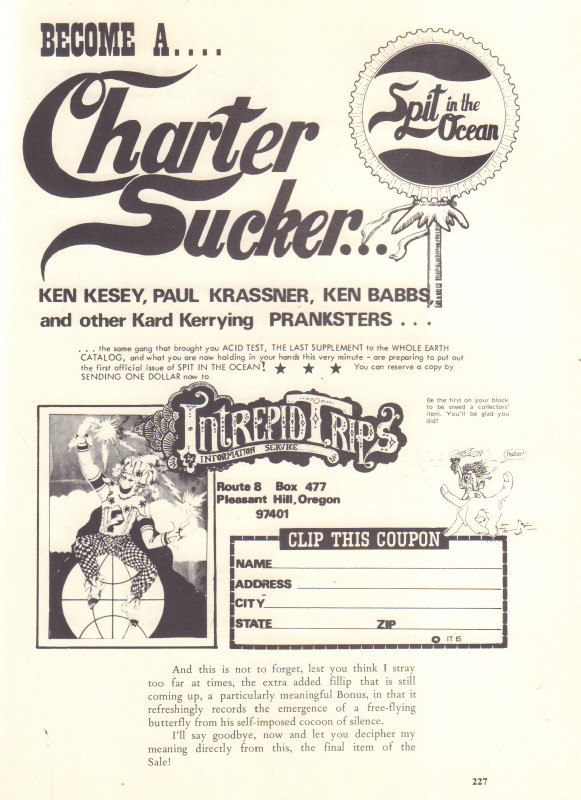 BECOME A....
Charter
Sucker...
Spit in the
Ocean
KEN KESEY, PAUL KRASSNER, KEN BABBS,
and other Kard Kerrying PRANKSTERS ...
... the same gang that brought you ACID TEST, THE LAST SUPPLEMENT to the WHOLE EARTH
CATALOG, and what you are now holding in your hands this very minute – are preparing to put out
the first official issue of SPIT IN THE OCEAN! ★ ★ ★ You can reserve a copy by
SENDING ONE DOLLAR now to
Be the first on your block
to be owed a collectors'
item. You'll be glad you
did!
INTREPID TRIPS
INFORMATION SERVICE
Route 8 Box 477
Pleasant Hill, Oregon
97401
CLIP THIS COUPON
NAME
ADDRESS
CITY
STATE ZIP
IT IS
And this is not to forget, lest you think I stray
too far at times, the extra added fillip that is still
coming up, a particularly meaningful Bonus, in that it
refreshingly records the emergence of a free-flying
butterfly from his self-imposed cocoon of silence.
I'll say goodbye, now and let you decipher my
meaning directly from this, the final item of the
Sale!
227